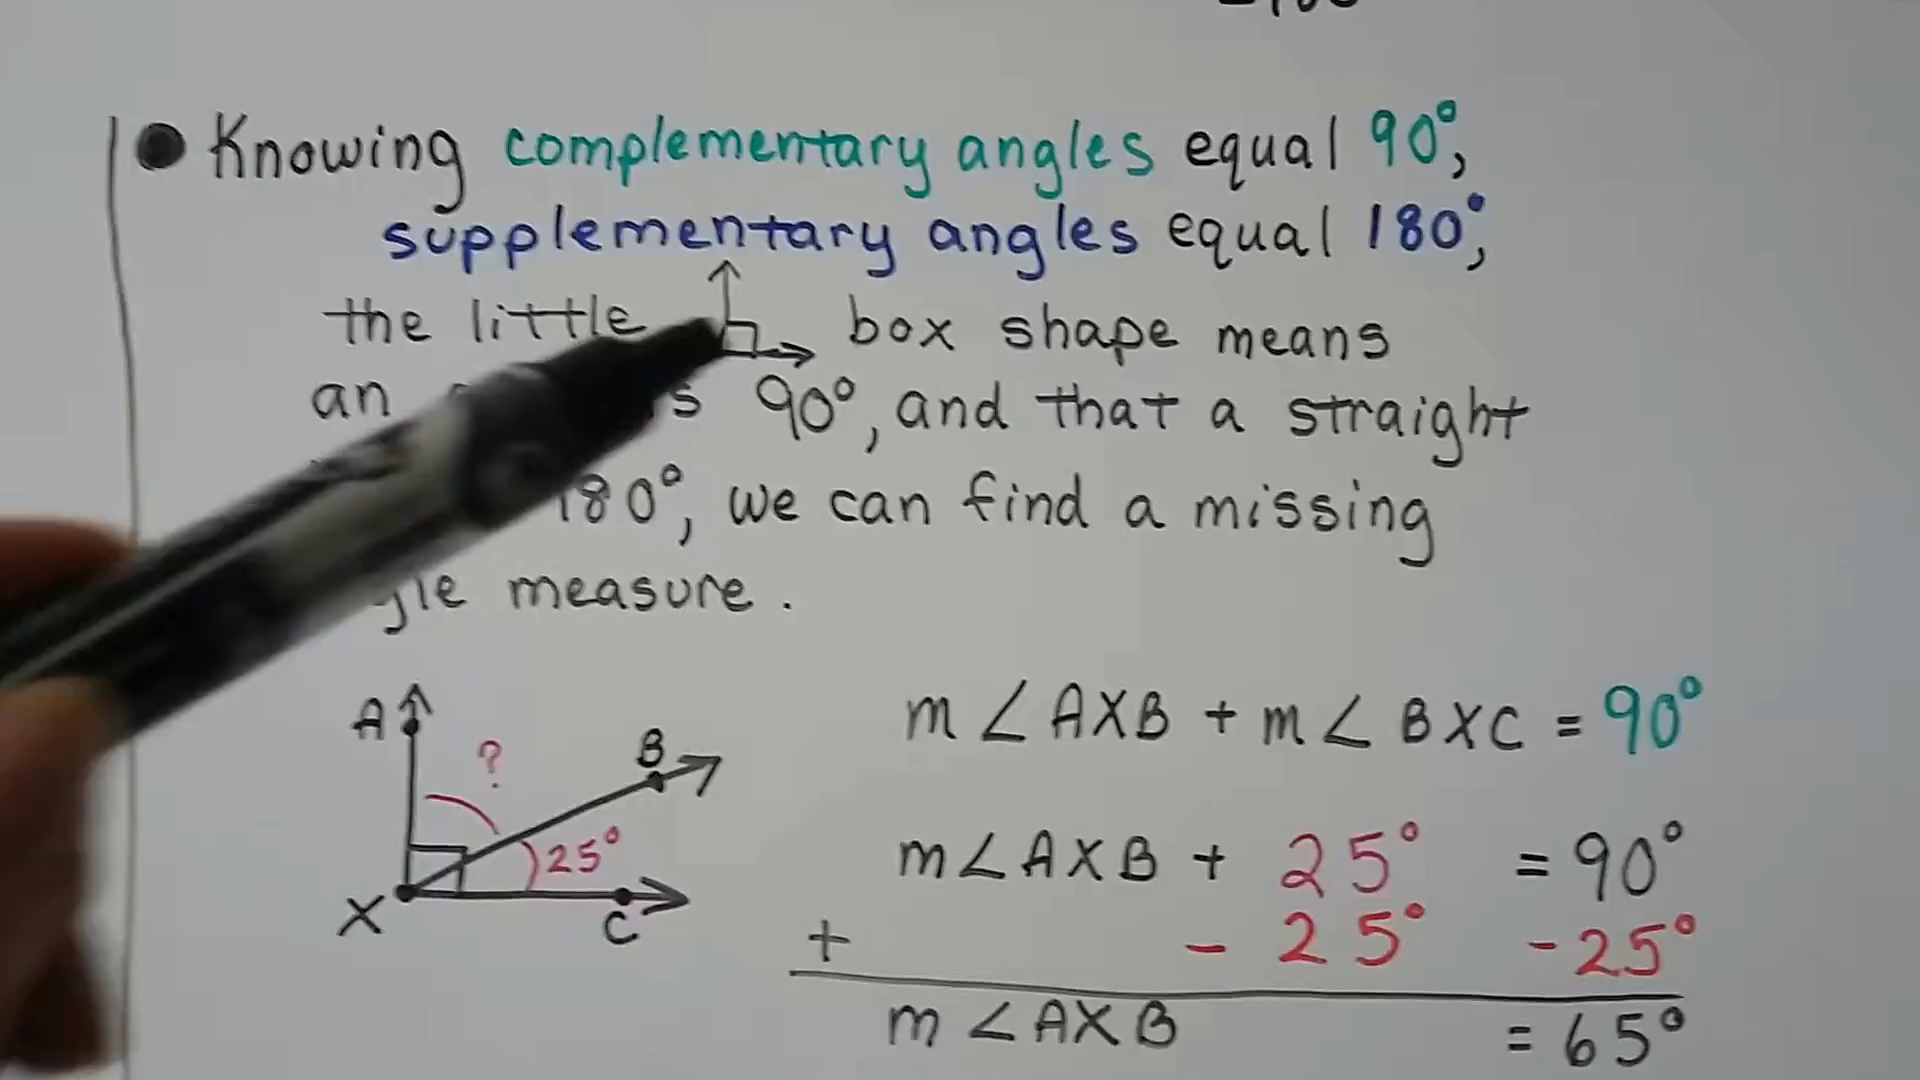 Knowing complementary angles equal 90°,
supplementary angles equal 180°,
the little box shape means
an 90°, and that a straight
180°, we can find a missing
measure.
A
?
B
25°
X
C
m∠AXB + m∠BXC = 90°
m∠AXB + 25° = 90°
+ - 25° -25°
m∠AXB = 65°